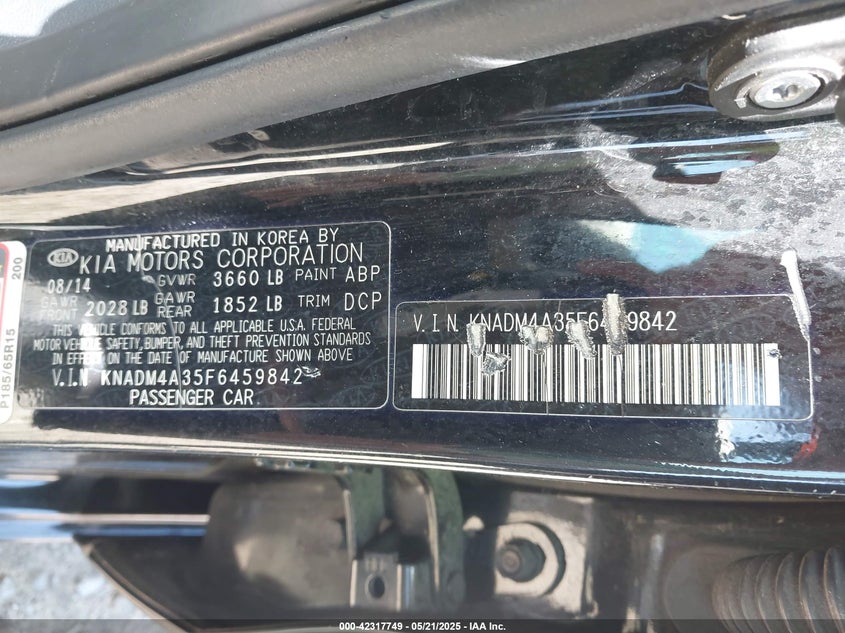 MANUFACTURED IN KOREA BY
KIA
KIA MOTORS CORPORATION
08/14 GVWR 3660 LB PAINT ABP
GAWR FRONT 2028 LB GAWR REAR 1852 LB TRIM DCP
THIS VEHICLE CONFORMS TO ALL APPLICABLE U.S.A. FEDERAL
MOTOR VEHICLE SAFETY, BUMPER, AND THEFT PREVENTION STANDARDS
IN EFFECT ON THE DATE OF MANUFACTURE SHOWN ABOVE
V.I.N KNADM4A35F6459842
PASSENGER CAR
V.I.N. KNADM4A35F6459842
200
P185/65R15
000-42317749 - 05/21/2025 - IAA Inc.